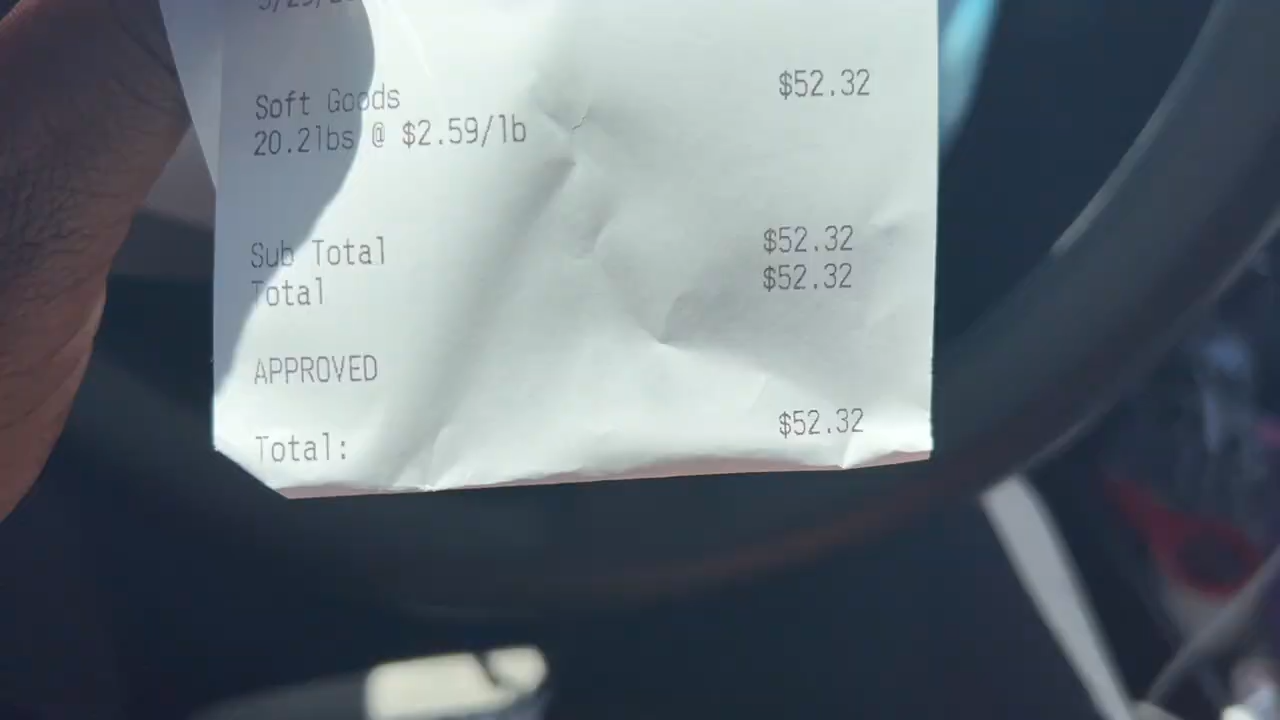 Soft Goods $52.32
20.2lbs @ $2.59/lb
Sub Total $52.32
Total $52.32
APPROVED
Total: $52.32